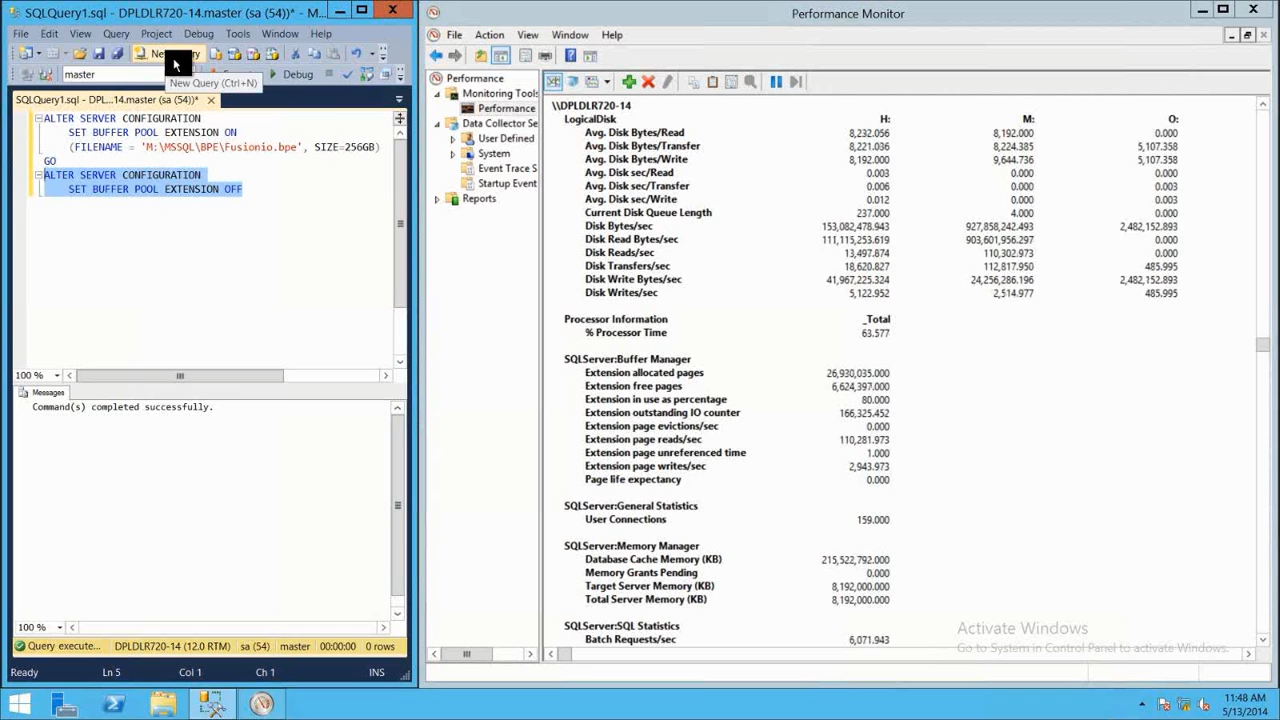 SQLQuery1.sql - DPLDLR720-14.master (sa (54))* - M...
File Edit View Query Project Debug Tools Window Help
master
Debug
New Query (Ctrl+N)
SQLQuery1.sql - DPL...14.master (sa (54))*
ALTER SERVER CONFIGURATION
SET BUFFER POOL EXTENSION ON
(FILENAME = 'M:\MSSQL\BPE\Fusionio.bpe', SIZE=256GB)
GO
ALTER SERVER CONFIGURATION
SET BUFFER POOL EXTENSION OFF
100 %
Messages
Command(s) completed successfully.
100 %
Query execute... DPLDLR720-14 (12.0 RTM) sa (54) master 00:00:00 0 rows
Ready Ln 5 Col 1 Ch 1 INS
Performance Monitor
File Action View Window Help
Performance
Monitoring Tools
Performance
Data Collector Se
User Defined
System
Event Trace S
Startup Event
Reports
\\DPLDLR720-14
LogicalDisk H: M: O:
Avg. Disk Bytes/Read 8,232.056 8,192.000 0.000
Avg. Disk Bytes/Transfer 8,221.036 8,224.385 5,107.358
Avg. Disk Bytes/Write 8,192.000 9,644.736 5,107.358
Avg. Disk sec/Read 0.003 0.000 0.000
Avg. Disk sec/Transfer 0.006 0.000 0.003
Avg. Disk sec/Write 0.012 0.000 0.003
Current Disk Queue Length 237.000 4.000 0.000
Disk Bytes/sec 153,082,478.943 927,858,242.493 2,482,152.893
Disk Read Bytes/sec 111,115,253.619 903,601,956.297 0.000
Disk Reads/sec 13,497.874 110,302.973 0.000
Disk Transfers/sec 18,620.827 112,817.950 485.995
Disk Write Bytes/sec 41,967,225.324 24,256,286.196 2,482,152.893
Disk Writes/sec 5,122.952 2,514.977 485.995
Processor Information _Total
% Processor Time 63.577
SQLServer:Buffer Manager
Extension allocated pages 26,930,035.000
Extension free pages 6,624,397.000
Extension in use as percentage 80.000
Extension outstanding IO counter 166,325.452
Extension page evictions/sec 0.000
Extension page reads/sec 110,281.973
Extension page unreferenced time 1.000
Extension page writes/sec 2,943.973
Page life expectancy 0.000
SQLServer:General Statistics
User Connections 159.000
SQLServer:Memory Manager
Database Cache Memory (KB) 215,522,792.000
Memory Grants Pending 0.000
Target Server Memory (KB) 8,192,000.000
Total Server Memory (KB) 8,192,000.000
SQLServer:SQL Statistics
Batch Requests/sec 6,071.943
Activate Windows
Go to System in Control Panel to activate Windows.
11:48 AM
5/13/2014